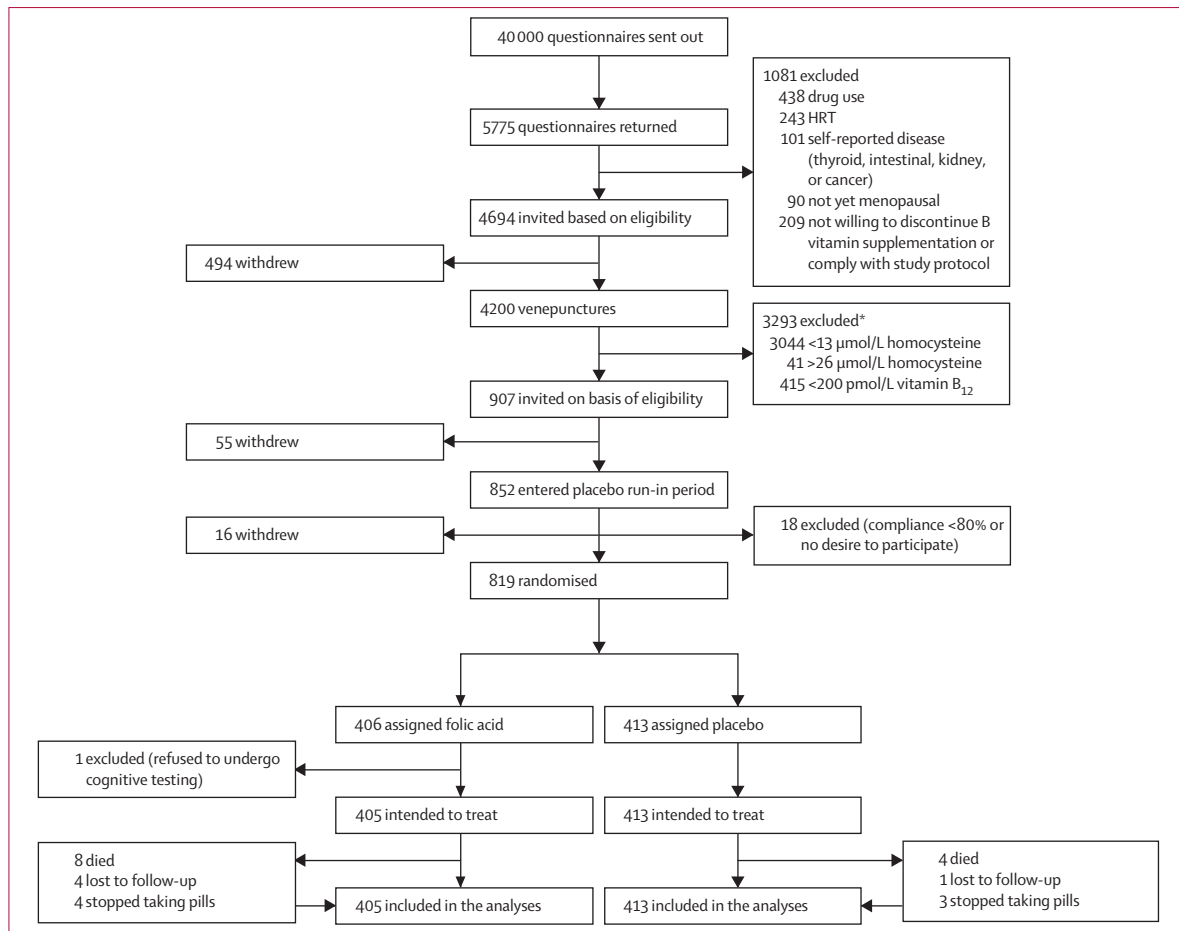 40 000 questionnaires sent out
1081 excluded
438 drug use
243 HRT
101 self-reported disease
(thyroid, intestinal, kidney,
or cancer)
90 not yet menopausal
209 not willing to discontinue B
vitamin supplementation or
comply with study protocol
5775 questionnaires returned
4694 invited based on eligibility
494 withdrew
4200 venepunctures
3293 excluded*
3044 <13 μmol/L homocysteine
41 >26 μmol/L homocysteine
415 <200 pmol/L vitamin B12
907 invited on basis of eligibility
55 withdrew
852 entered placebo run-in period
16 withdrew
18 excluded (compliance <80% or
no desire to participate)
819 randomised
406 assigned folic acid
413 assigned placebo
1 excluded (refused to undergo
cognitive testing)
405 intended to treat
413 intended to treat
8 died
4 lost to follow-up
4 stopped taking pills
4 died
1 lost to follow-up
3 stopped taking pills
405 included in the analyses
413 included in the analyses